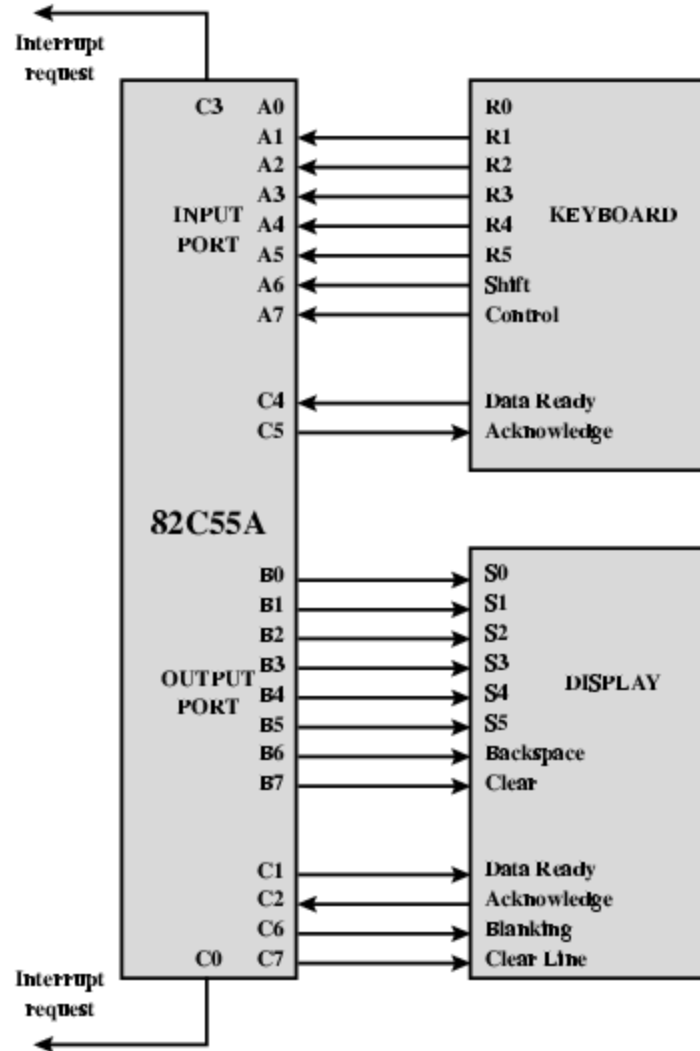 Interrupt
request
C3 A0 R0
A1 R1
A2 R2
A3 R3
INPUT
PORT
KEYBOARD
A4 R4
A5 R5
A6 Shift
A7 Control
C4 Data Ready
C5 Acknowledge
82C55A
B0 S0
B1 S1
B2 S2
B3 S3
OUTPUT
PORT
DISPLAY
B4 S4
B5 S5
B6 Backspace
B7 Clear
C1 Data Ready
C2 Acknowledge
C6 Blanking
C0 C7 Clear Line
Interrupt
request